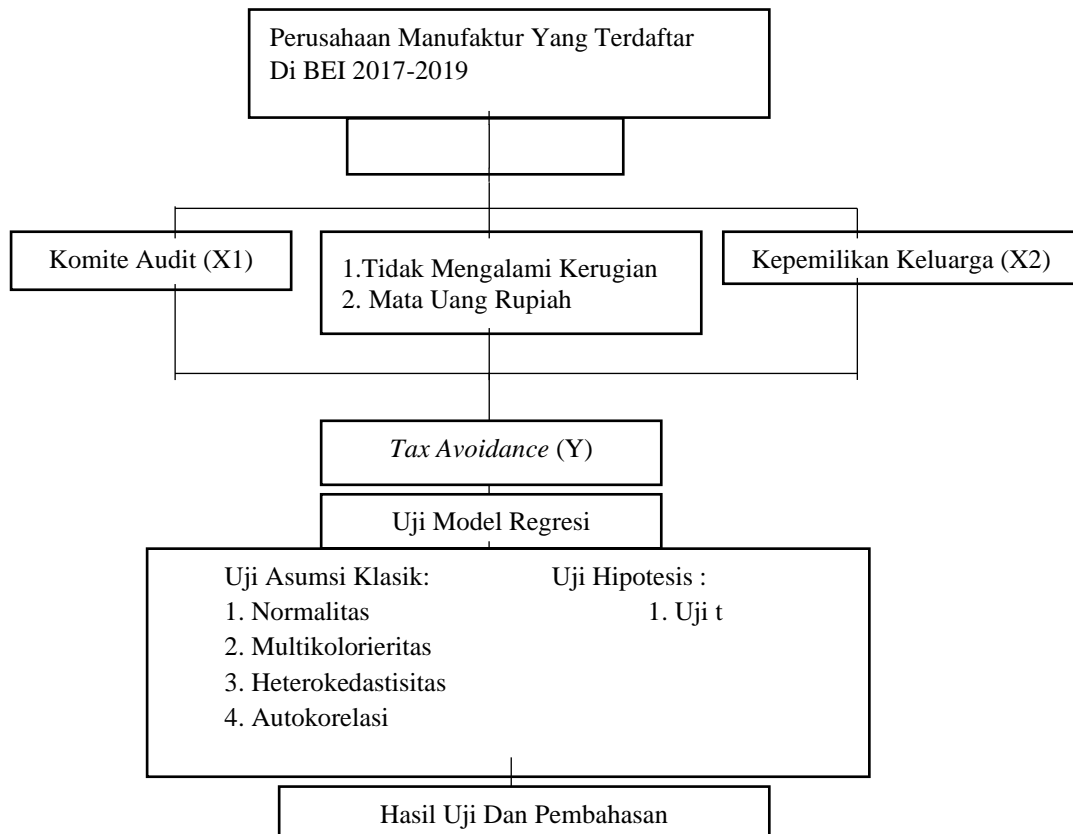 Perusahaan Manufaktur Yang Terdaftar
Di BEI 2017-2019
Komite Audit (X1)
1.Tidak Mengalami Kerugian
2. Mata Uang Rupiah
Kepemilikan Keluarga (X2)
Tax Avoidance (Y)
Uji Model Regresi
Uji Asumsi Klasik:
1. Normalitas
2. Multikolorieritas
3. Heterokedastisitas
4. Autokorelasi
Uji Hipotesis :
1. Uji t
Hasil Uji Dan Pembahasan